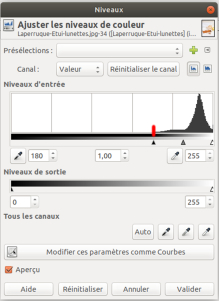 Niveaux
Ajuster les niveaux de couleur
Laperruque-Etui-lunettes.jpg-34 ([Laperruque-Etui-lunettes] (i…
Présélections :
Canal : Valeur Réinitialiser le canal
Niveaux d'entrée
180 1,00 255
Niveaux de sortie
0 255
Tous les canaux
Auto
Modifier ces paramètres comme Courbes
Aperçu
Aide Réinitialiser Annuler Valider